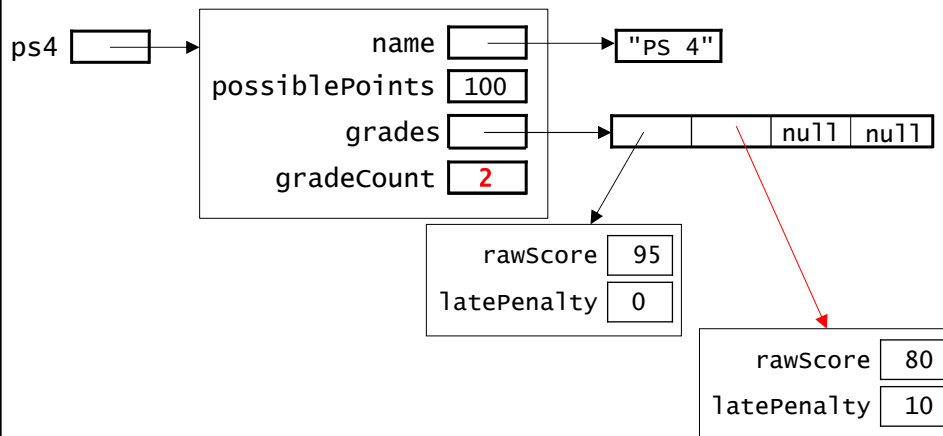 ps4
name "PS 4"
possiblePoints 100
grades null null
gradeCount 2
rawScore 95
latePenalty 0
rawScore 80
latePenalty 10